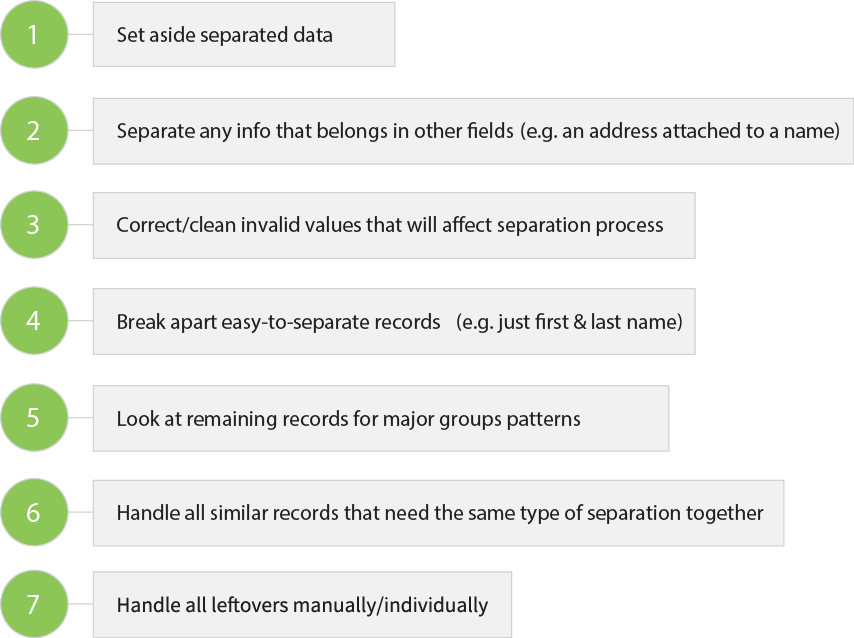 1 Set aside separated data
2 Separate any info that belongs in other fields (e.g. an address attached to a name)
3 Correct/clean invalid values that will affect separation process
4 Break apart easy-to-separate records (e.g. just first & last name)
5 Look at remaining records for major groups patterns
6 Handle all similar records that need the same type of separation together
7 Handle all leftovers manually/individually